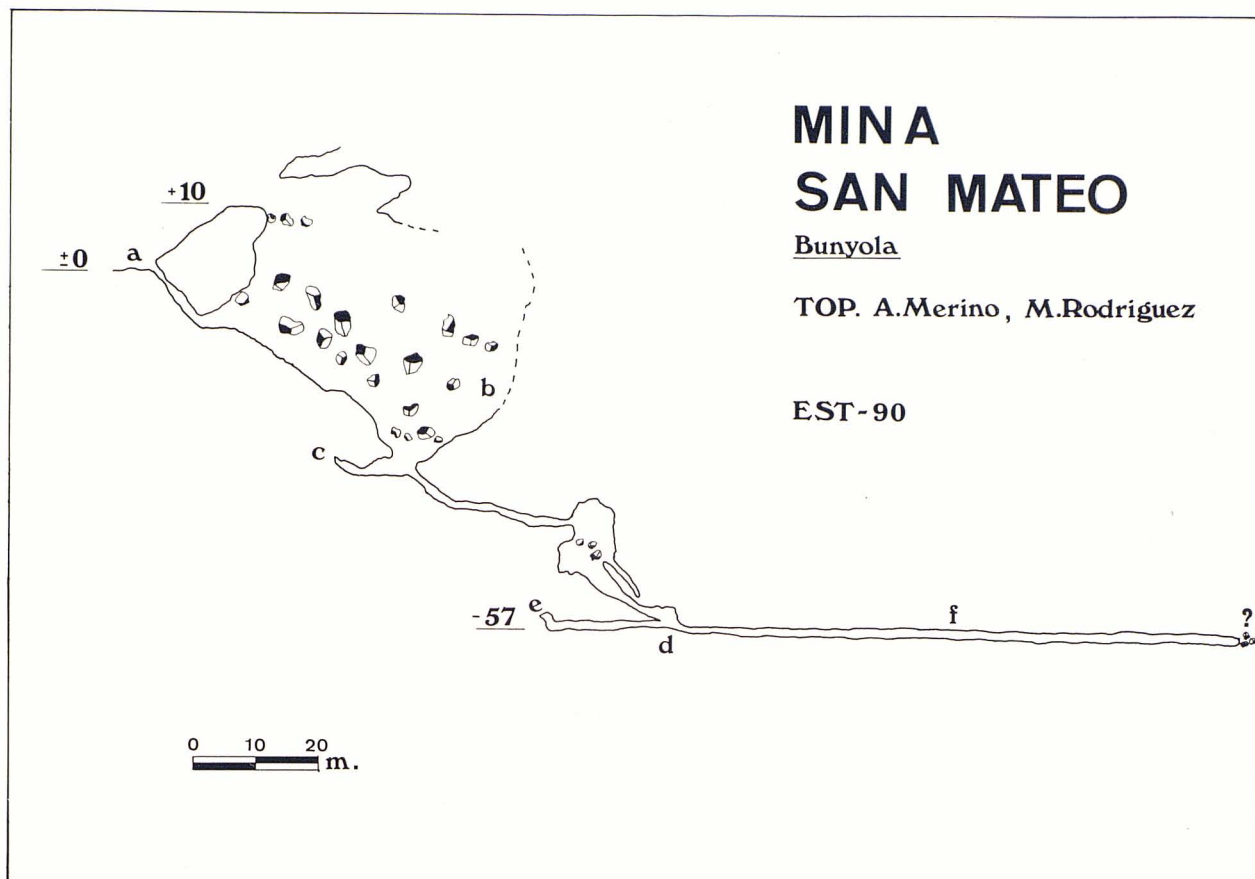 MINA
SAN MATEO
Bunyola
TOP. A.Merino, M.Rodriguez
EST-90
+10
±0
a
b
c
-57
e
d
f
?
0 10 20
m.